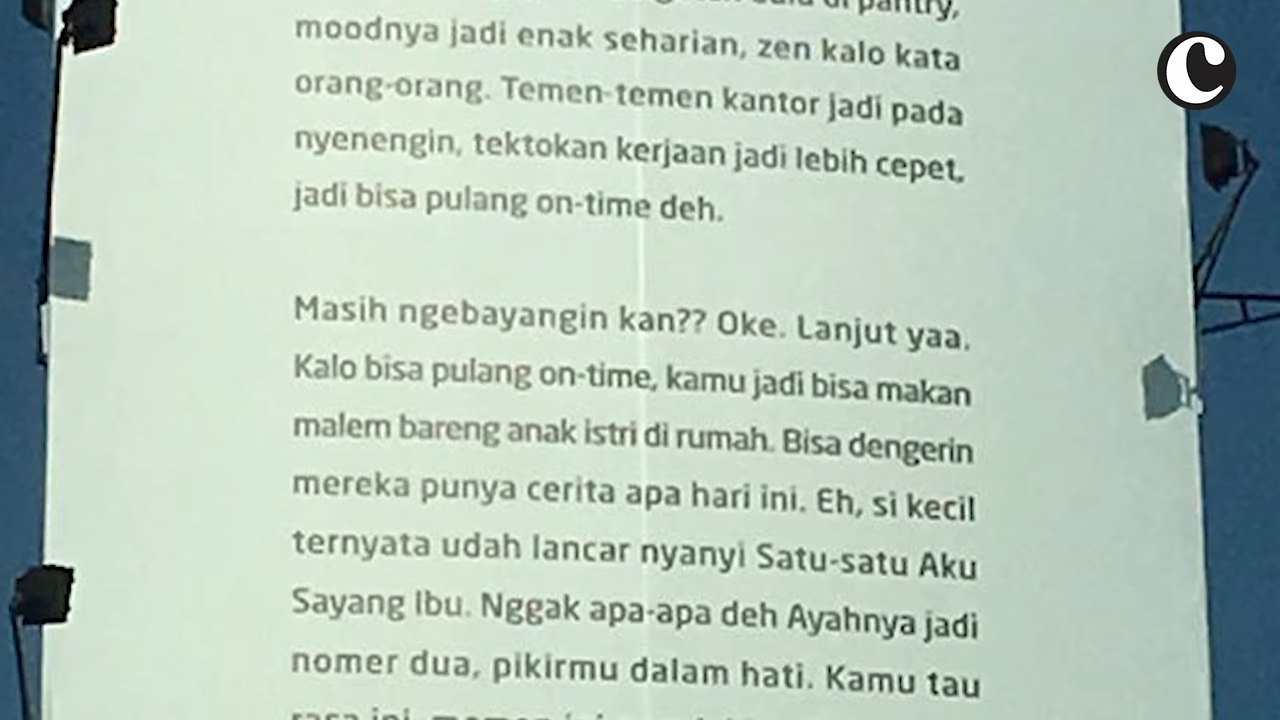 di pantry,
moodnya jadi enak seharian, zen kalo kata
orang-orang. Temen-temen kantor jadi pada
nyenengin, tektokan kerjaan jadi lebih cepet,
jadi bisa pulang on-time deh.
Masih ngebayangin kan?? Oke. Lanjut yaa.
Kalo bisa pulang on-time, kamu jadi bisa makan
malem bareng anak istri di rumah. Bisa dengerin
mereka punya cerita apa hari ini. Eh, si kecil
ternyata udah lancar nyanyi Satu-satu Aku
Sayang Ibu. Nggak apa-apa deh Ayahnya jadi
nomer dua, pikirmu dalam hati. Kamu tau
C